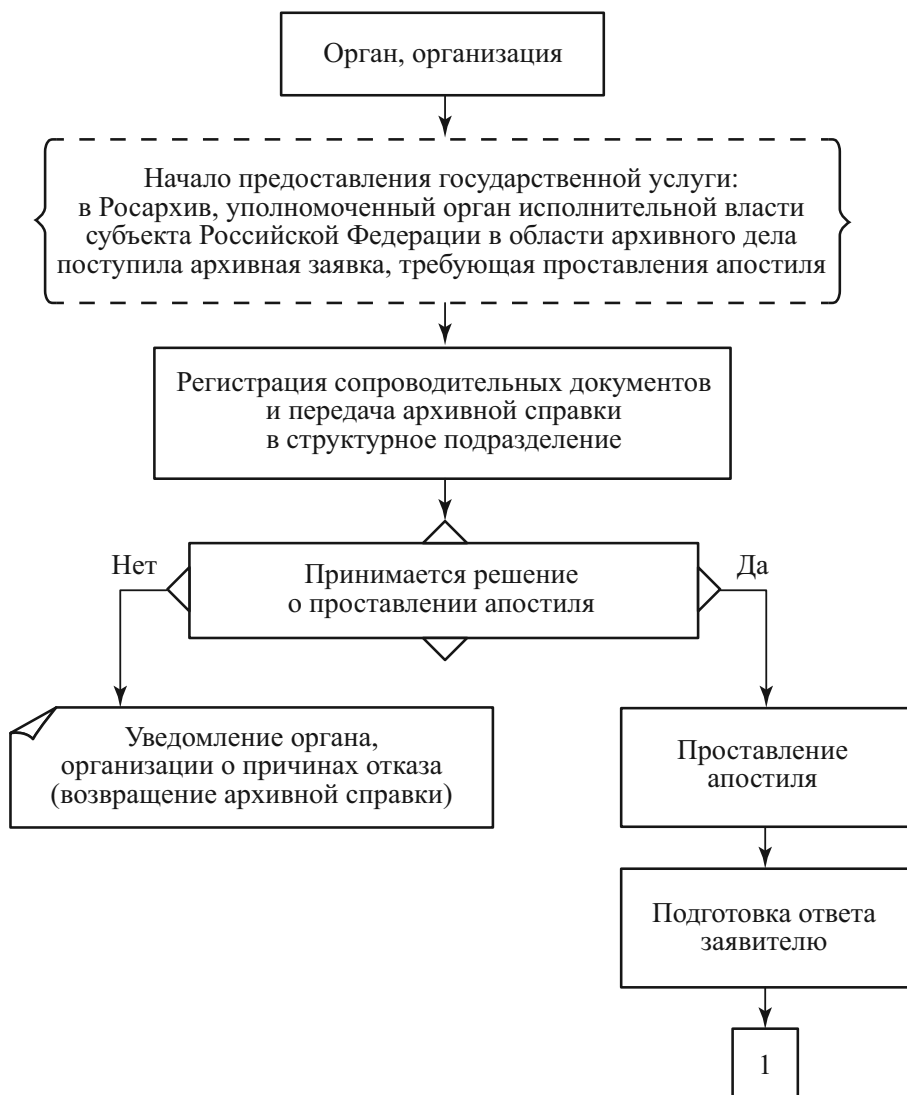 Орган, организация
Начало предоставления государственной услуги:
в Росархив, уполномоченный орган исполнительной власти
субъекта Российской Федерации в области архивного дела
поступила архивная заявка, требующая проставления апостиля
Регистрация сопроводительных документов
и передача архивной справки
в структурное подразделение
Нет
Принимается решение
о проставлении апостиля
Да
Уведомление органа,
организации о причинах отказа
(возвращение архивной справки)
Проставление
апостиля
Подготовка ответа
заявителю
1